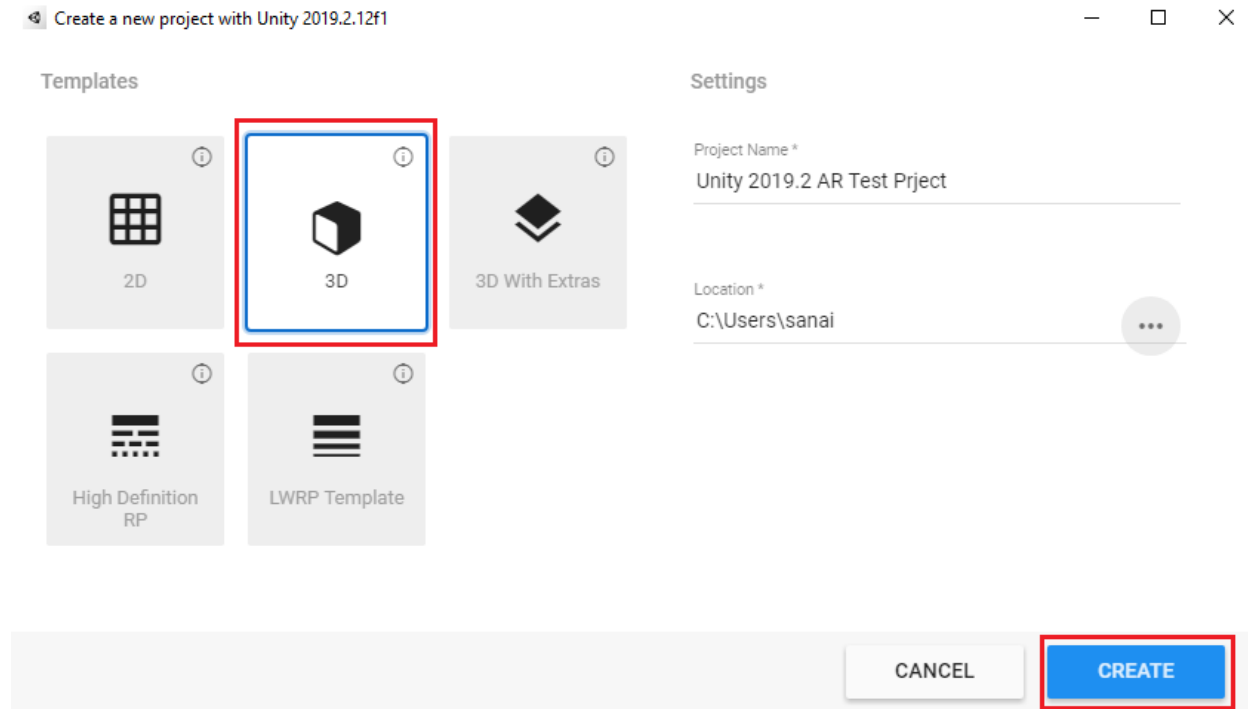 Create a new project with Unity 2019.2.12f1
Templates
2D
3D
3D With Extras
High Definition
RP
LWRP Template
Settings
Project Name *
Unity 2019.2 AR Test Prject
Location *
C:\Users\sanai
CANCEL
CREATE